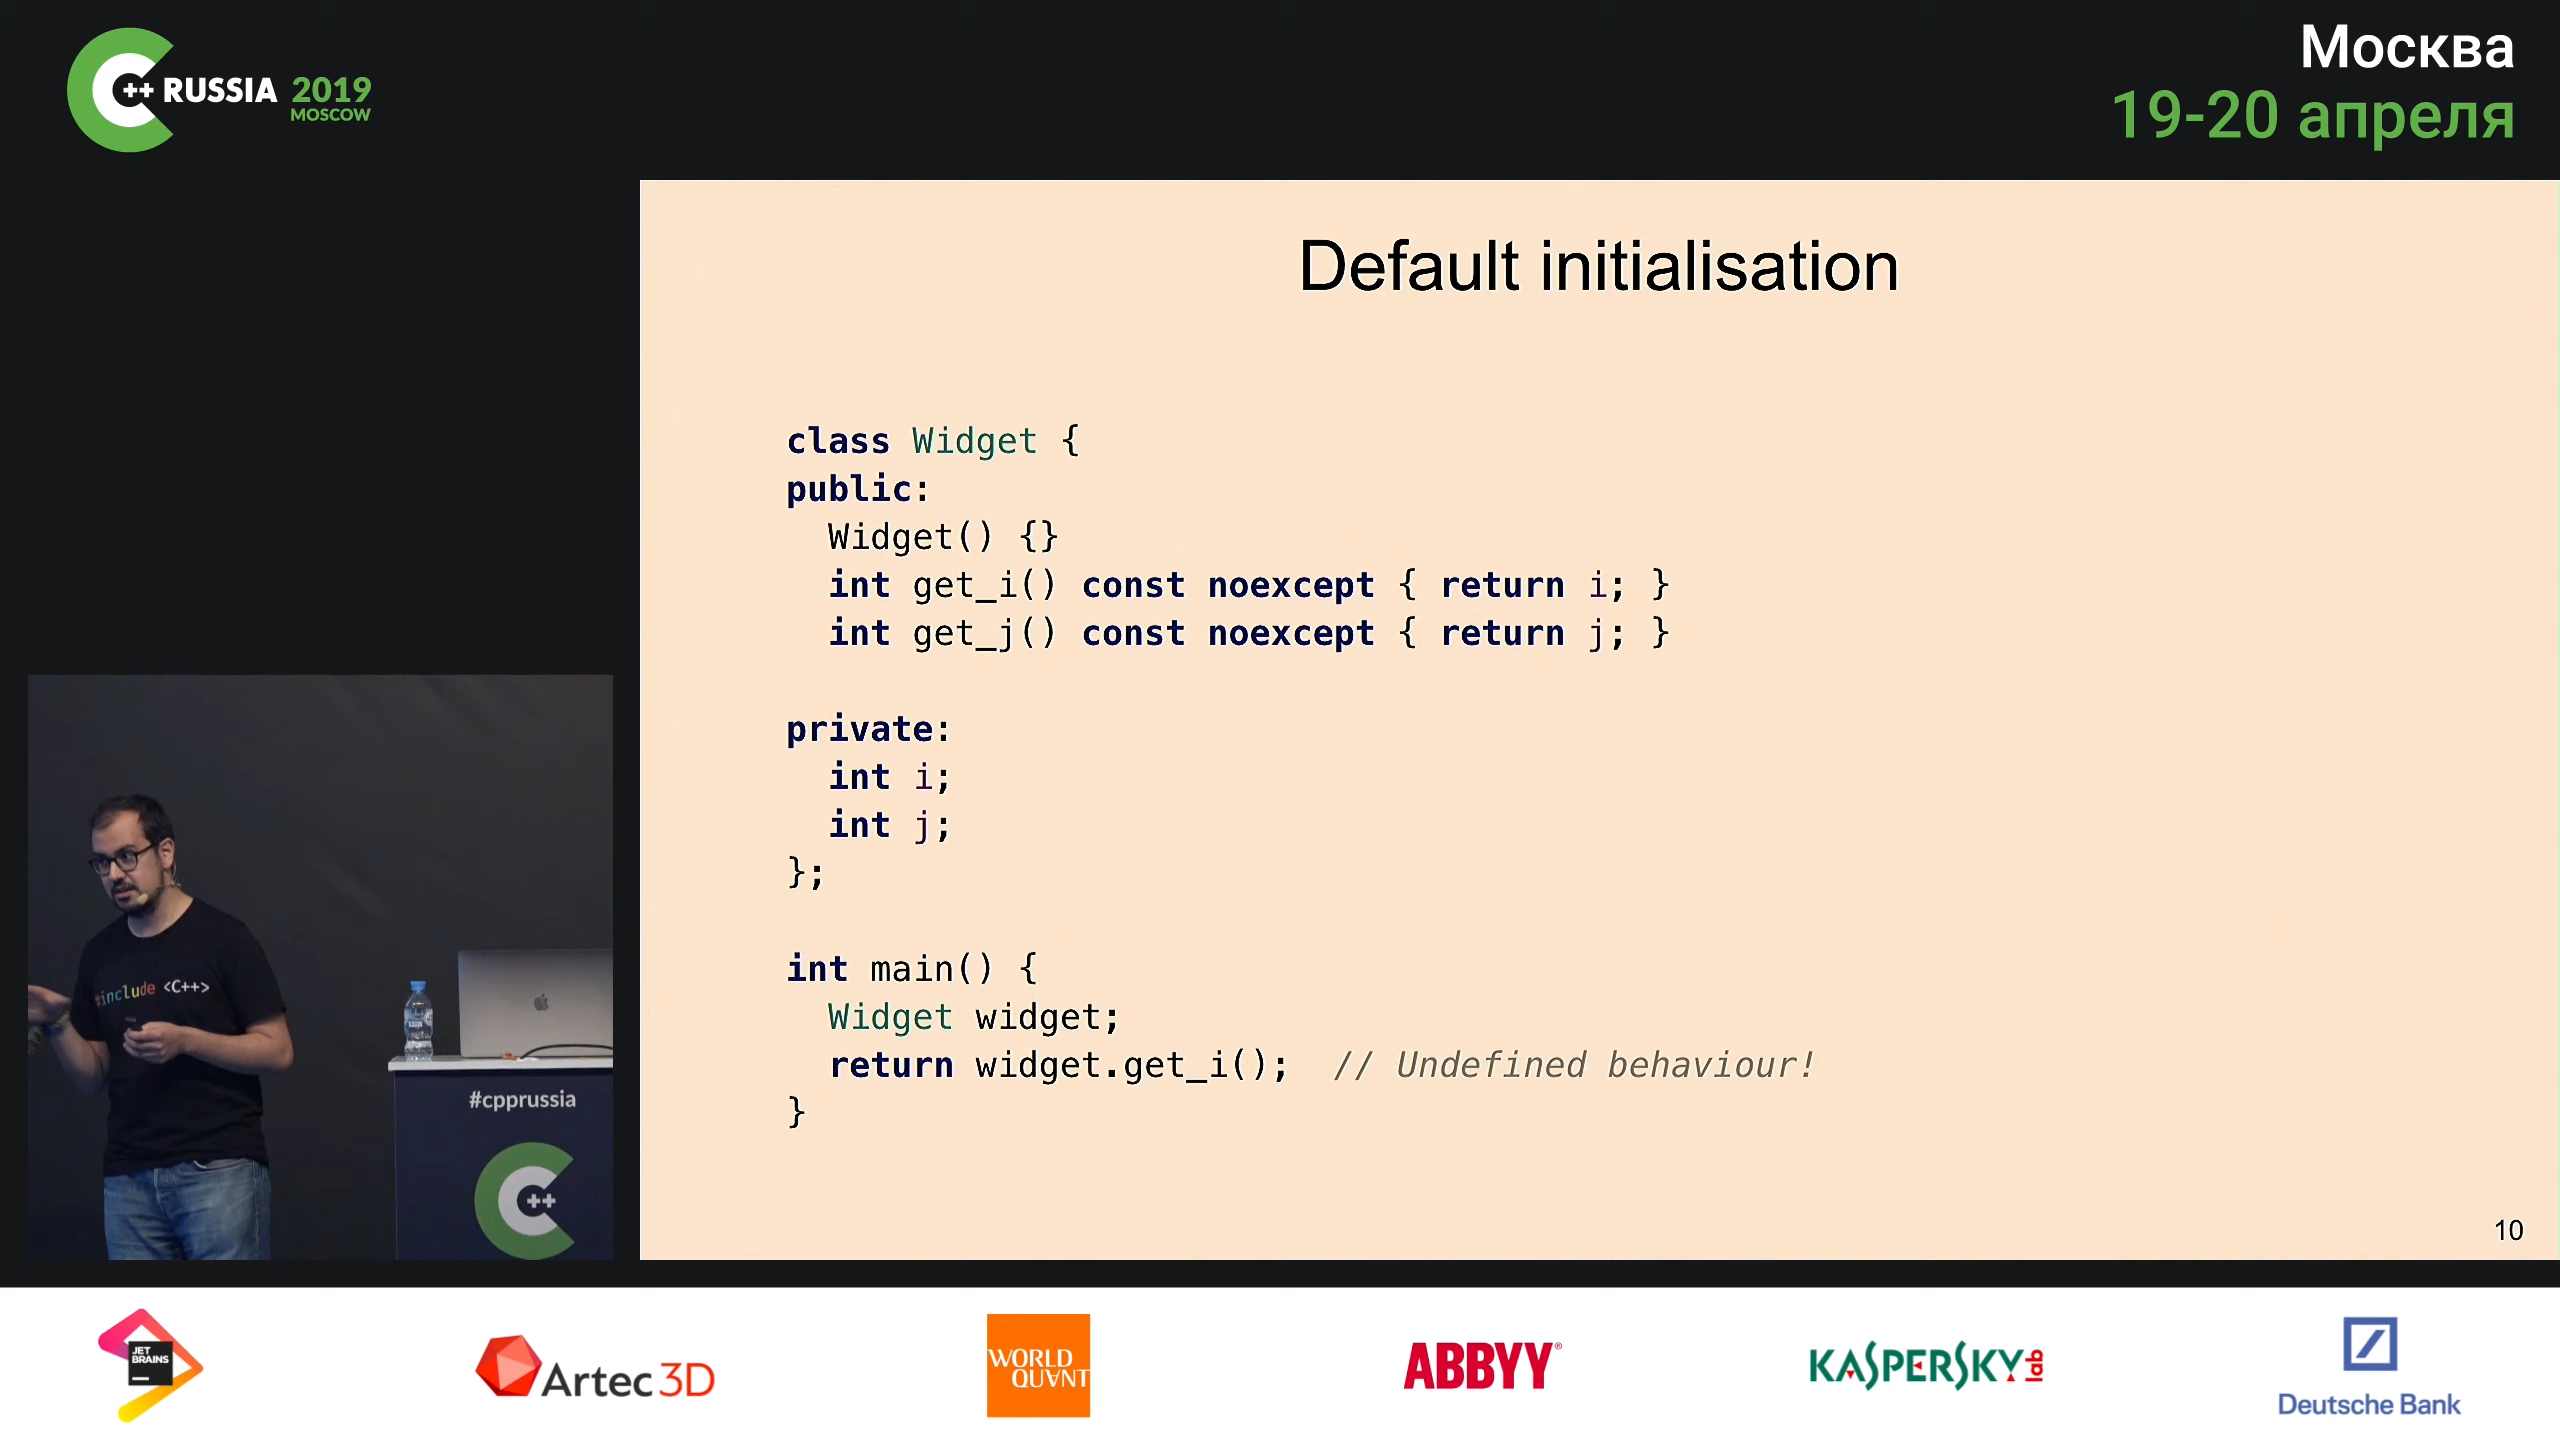 C++ RUSSIA 2019
MOSCOW
Москва
19-20 апреля
Default initialisation
class Widget {
public:
  Widget() {}
  int get_i() const noexcept { return i; }
  int get_j() const noexcept { return j; }
private:
  int i;
  int j;
};
int main() {
  Widget widget;
  return widget.get_i();  // Undefined behaviour!
}
10
#include <C++>
#cpprussia
C++
JET
BRAINS
Artec 3D
WORLD
QUANT
ABBYY®
KASPERSKY lab
Deutsche Bank